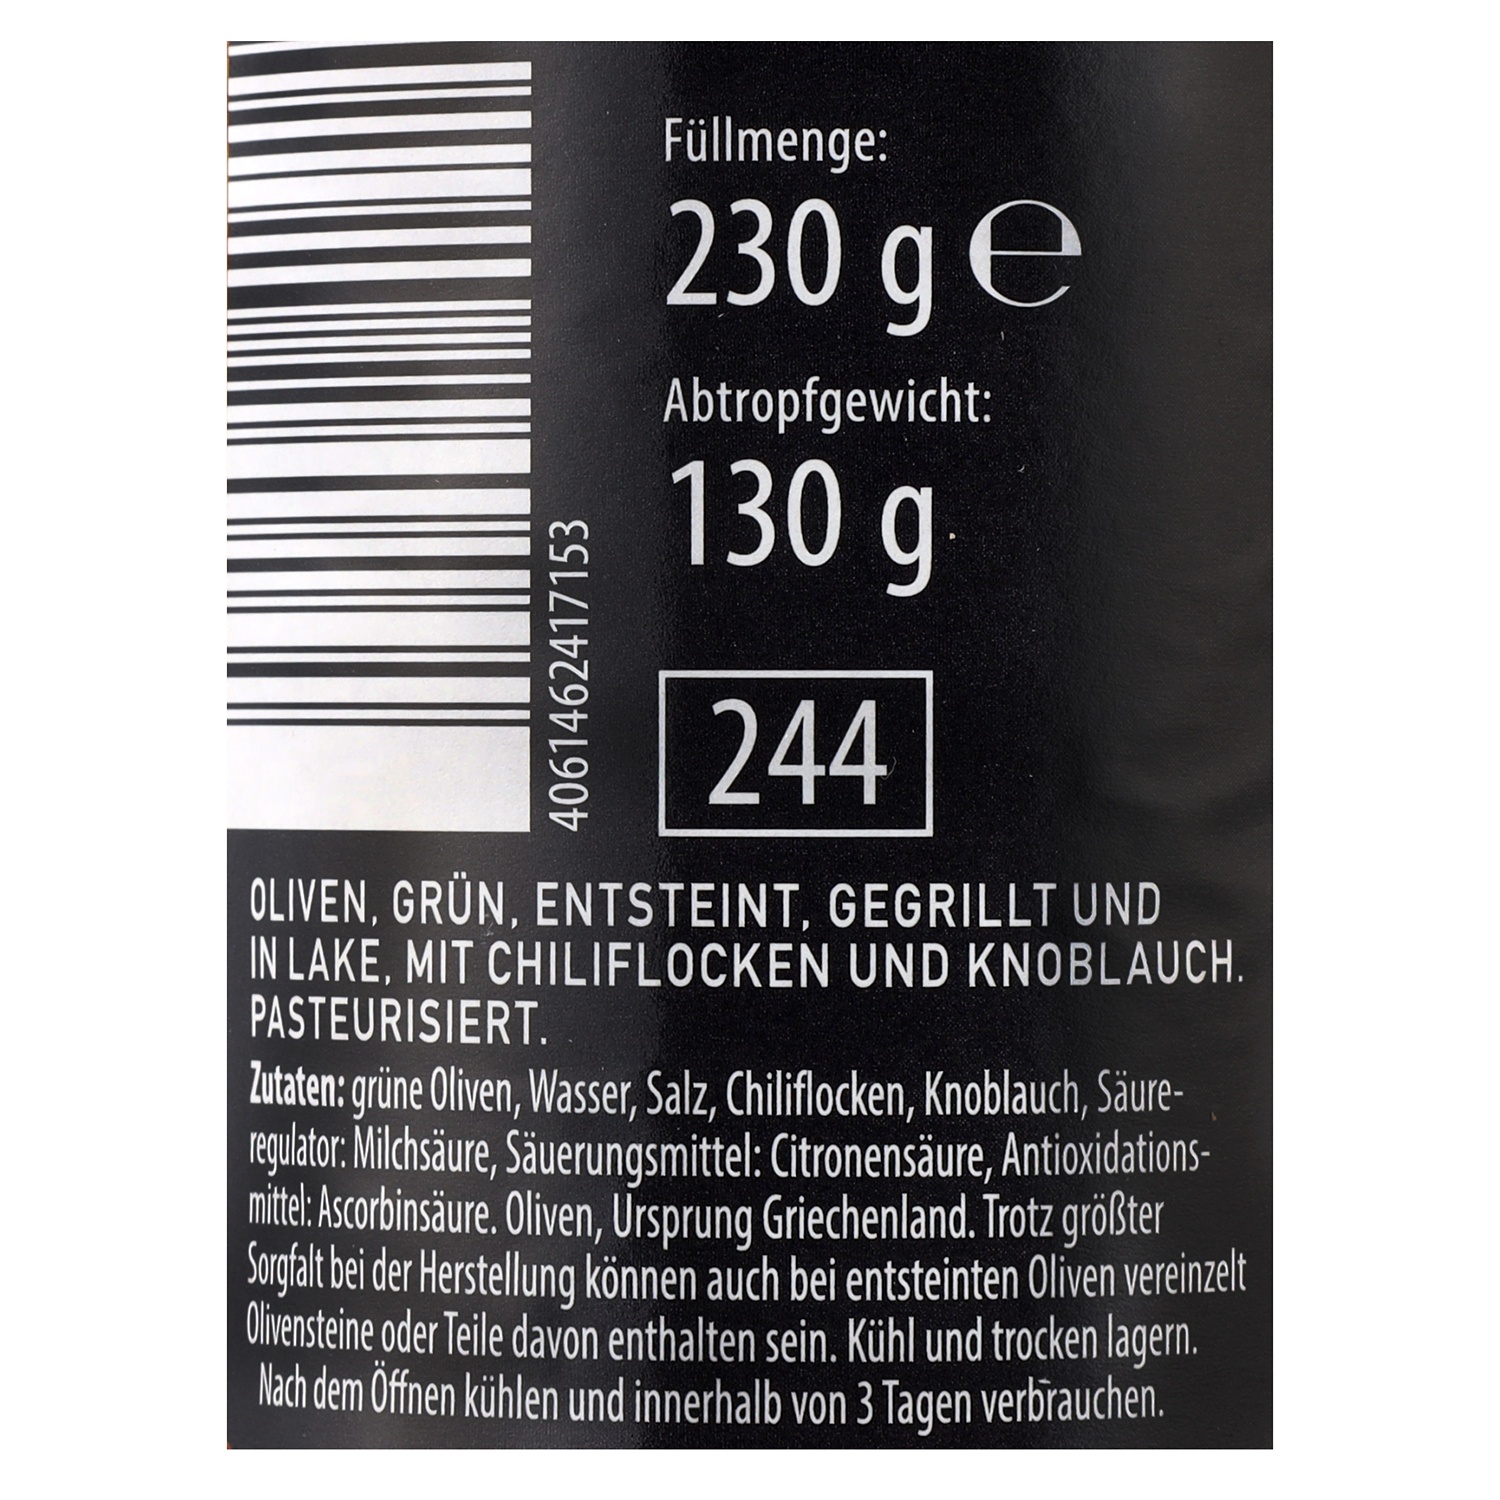 Füllmenge:
230 g ℮
Abtropfgewicht:
130 g
4061462417153
244
OLIVEN, GRÜN, ENTSTEINT, GEGRILLT UND
IN LAKE, MIT CHILIFLOCKEN UND KNOBLAUCH.
PASTEURISIERT.
Zutaten: grüne Oliven, Wasser, Salz, Chiliflocken, Knoblauch, Säure-
regulator: Milchsäure, Säuerungsmittel: Citronensäure, Antioxidations-
mittel: Ascorbinsäure. Oliven, Ursprung Griechenland. Trotz größter
Sorgfalt bei der Herstellung können auch bei entsteinten Oliven vereinzelt
Olivensteine oder Teile davon enthalten sein. Kühl und trocken lagern.
Nach dem Öffnen kühlen und innerhalb von 3 Tagen verbrauchen.